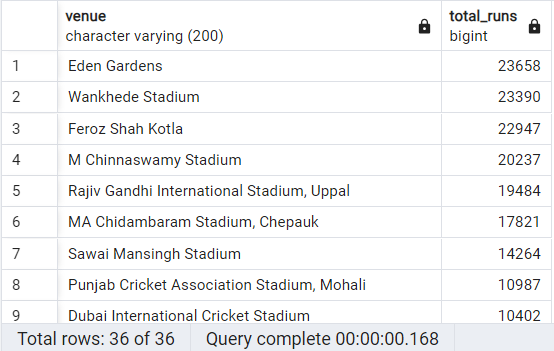 venue total_runs
character varying (200) bigint
1 Eden Gardens 23658
2 Wankhede Stadium 23390
3 Feroz Shah Kotla 22947
4 M Chinnaswamy Stadium 20237
5 Rajiv Gandhi International Stadium, Uppal 19484
6 MA Chidambaram Stadium, Chepauk 17821
7 Sawai Mansingh Stadium 14264
8 Punjab Cricket Association Stadium, Mohali 10987
9 Dubai International Cricket Stadium 10402
Total rows: 36 of 36 Query complete 00:00:00.168